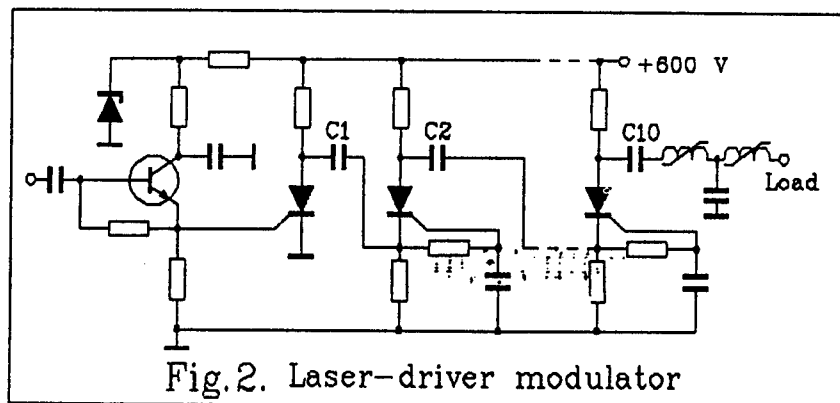 +600 V
C1
C2
C10
Load
Fig.2. Laser-driver modulator